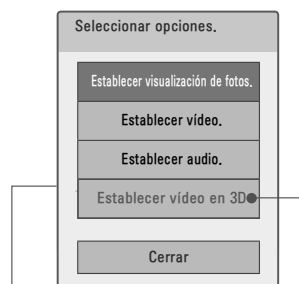 Seleccionar opciones.
Establecer visualización de fotos.
Establecer vídeo.
Establecer audio.
Establecer vídeo en 3D
Cerrar